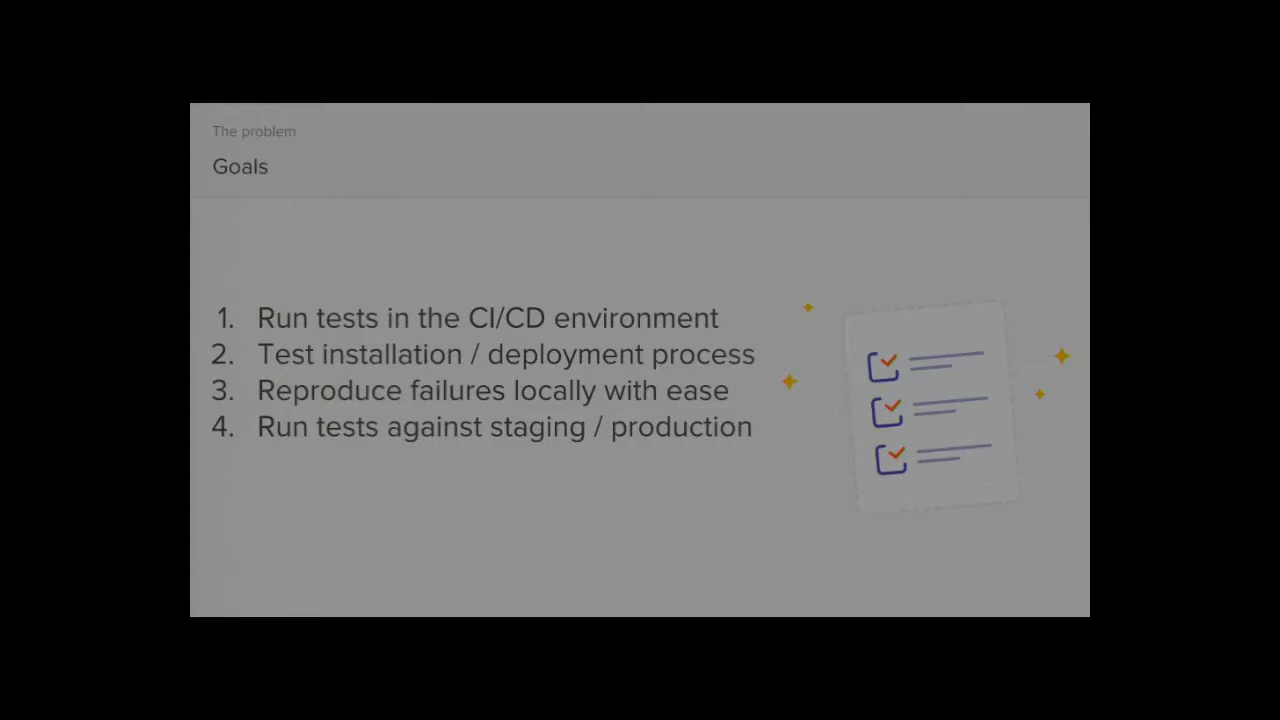 The problem
Goals
1. Run tests in the CI/CD environment
2. Test installation / deployment process
3. Reproduce failures locally with ease
4. Run tests against staging / production